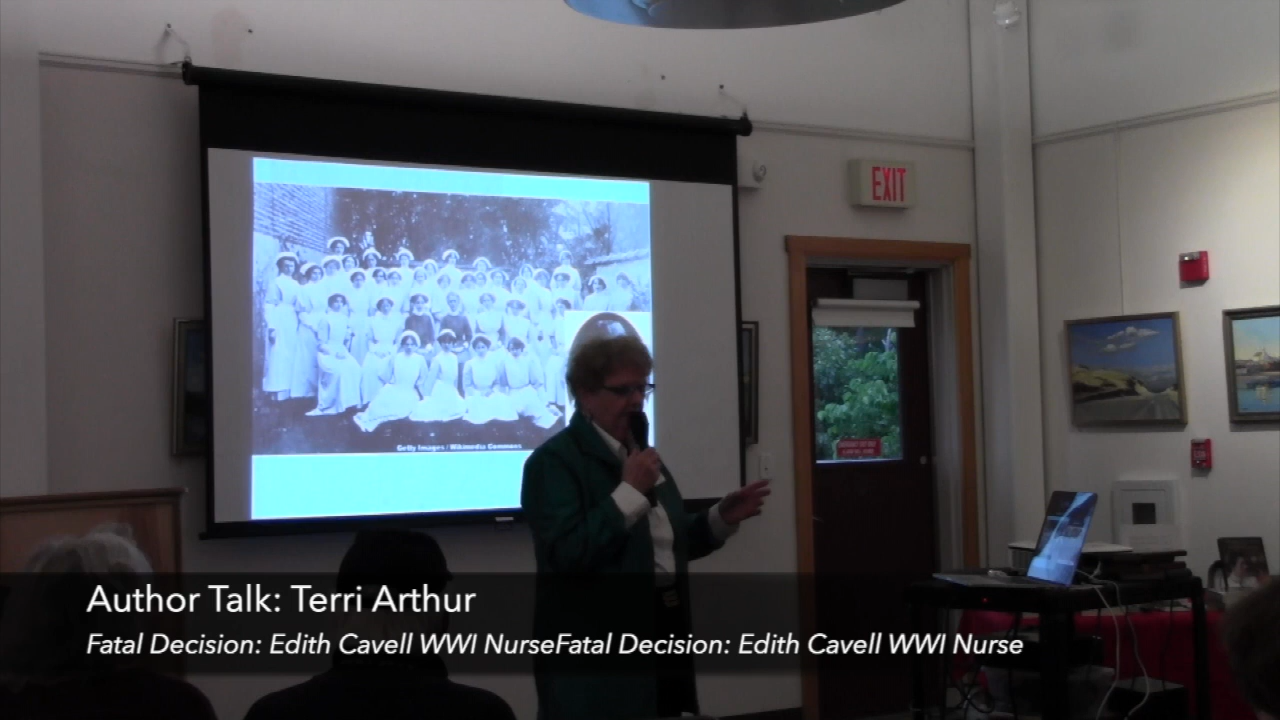 EXIT
Getty Images / Wikimedia Commons
Author Talk: Terri Arthur
Fatal Decision: Edith Cavell WWI NurseFatal Decision: Edith Cavell WWI Nurse